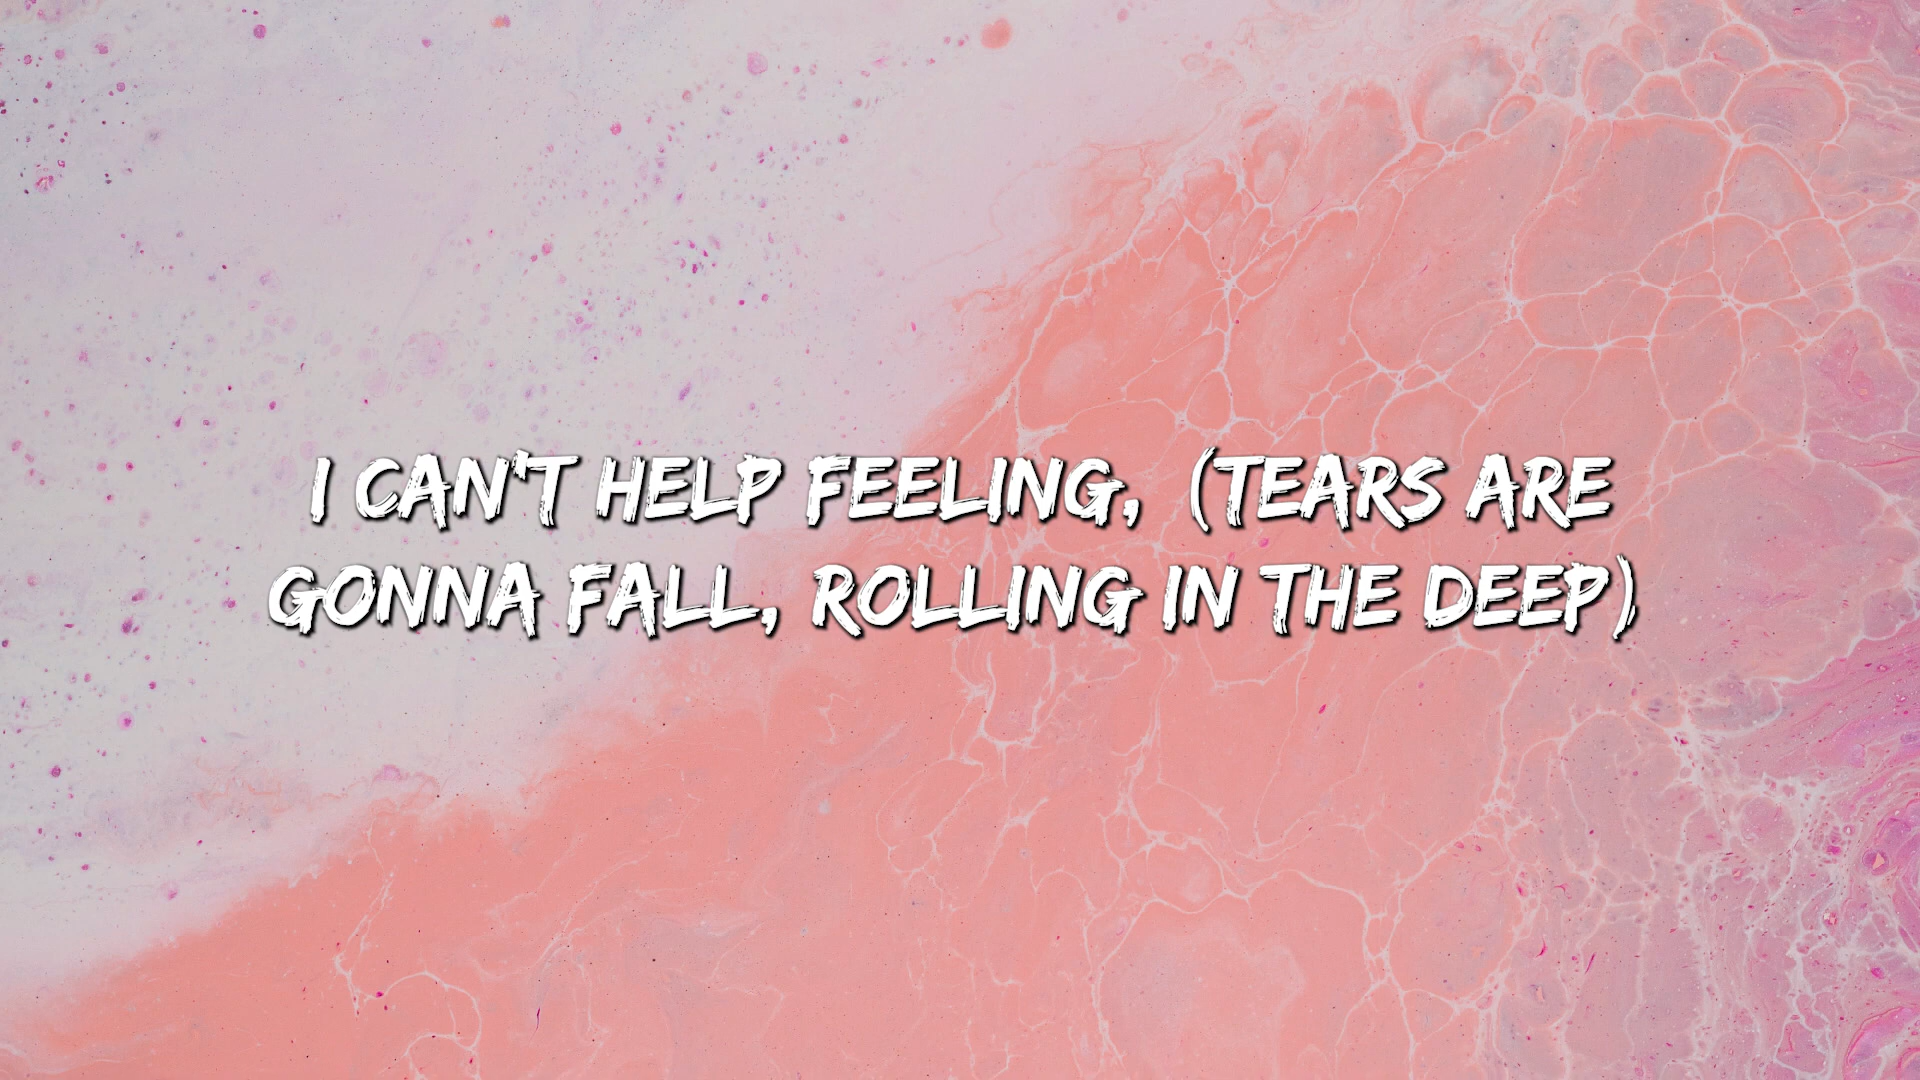 I CAN'T HELP FEELING, (TEARS ARE
GONNA FALL, ROLLING IN THE DEEP)